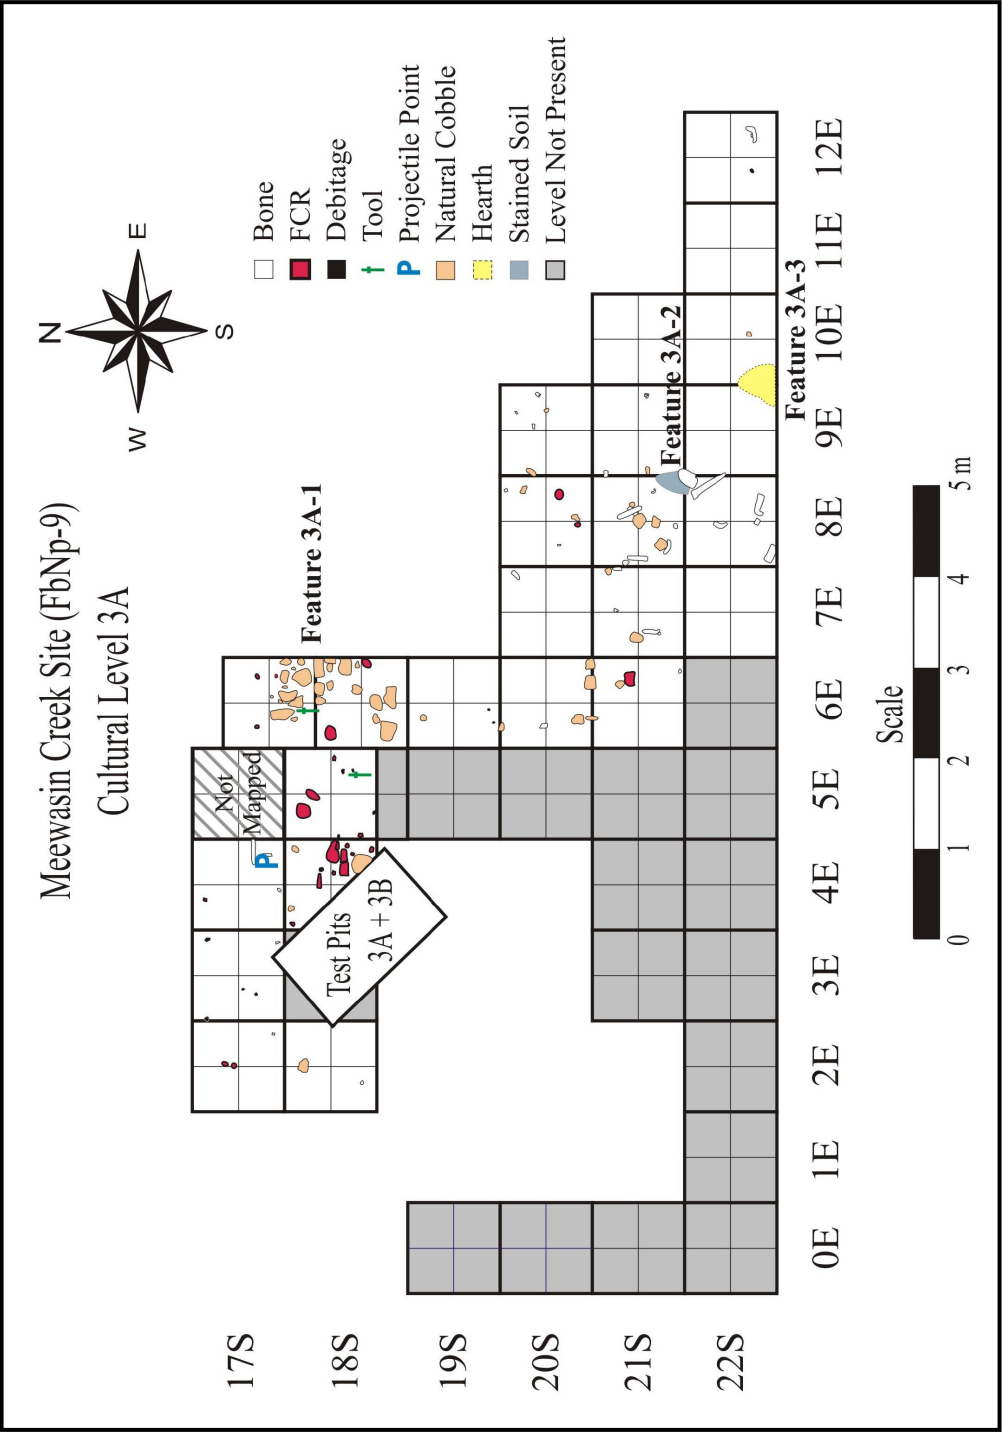 Meewasin Creek Site (FbNp-9)
Cultural Level 3A
N
E
S
W
Bone
FCR
Debitage
Tool
P Projectile Point
Natural Cobble
Hearth
Stained Soil
Level Not Present
Feature 3A-1
Feature 3A-2
Feature 3A-3
Not
Mapped
P
Test Pits
3A + 3B
17S
18S
19S
20S
21S
22S
0E 1E 2E 3E 4E 5E 6E 7E 8E 9E 10E 11E 12E
Scale
0 1 2 3 4 5 m